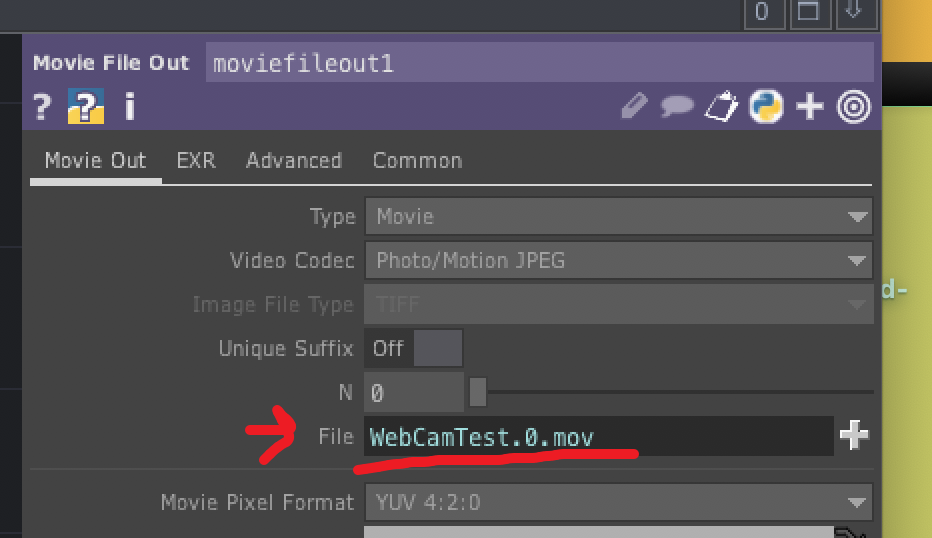 0
Movie File Out moviefileout1
? ? i
Movie Out EXR Advanced Common
Type Movie
Video Codec Photo/Motion JPEG
Image File Type TIFF
d-
Unique Suffix Off
N 0
File WebCamTest.0.mov
Movie Pixel Format YUV 4:2:0